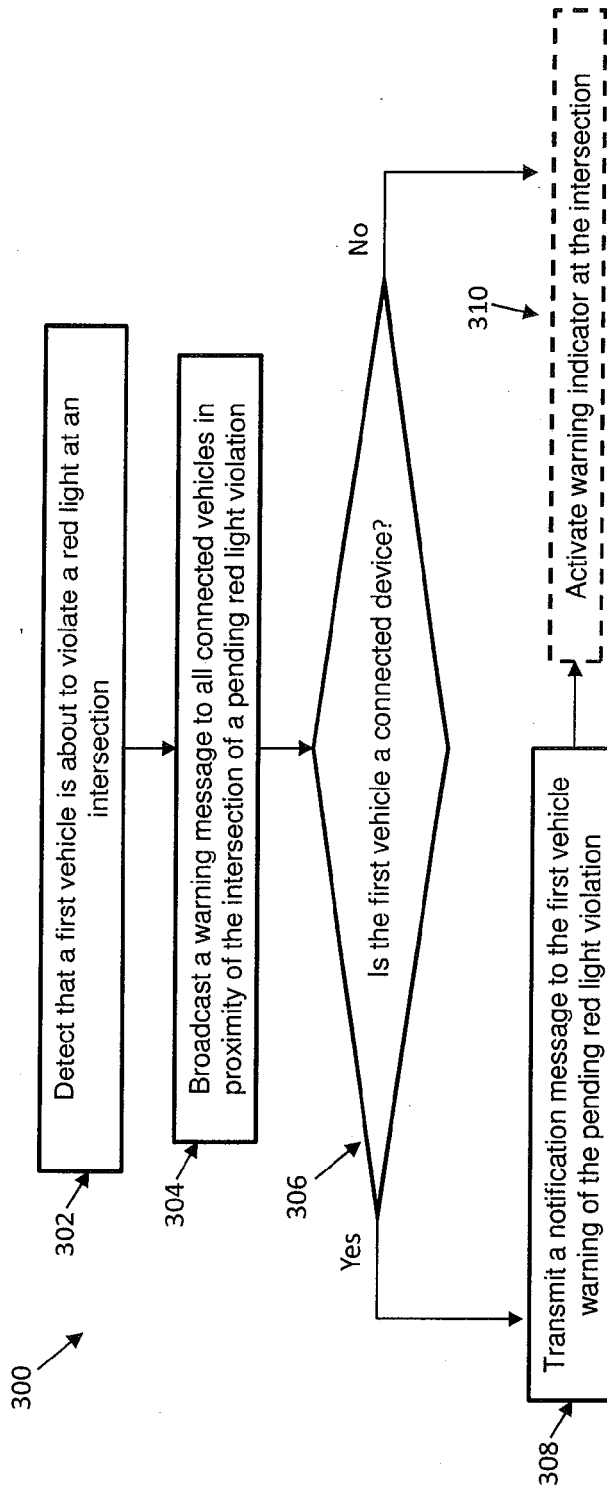 300
302
Detect that a first vehicle is about to violate a red light at an
intersection
304
Broadcast a warning message to all connected vehicles in
proximity of the intersection of a pending red light violation
306
Is the first vehicle a connected device?
Yes
No
308
Transmit a notification message to the first vehicle
warning of the pending red light violation
310
Activate warning indicator at the intersection